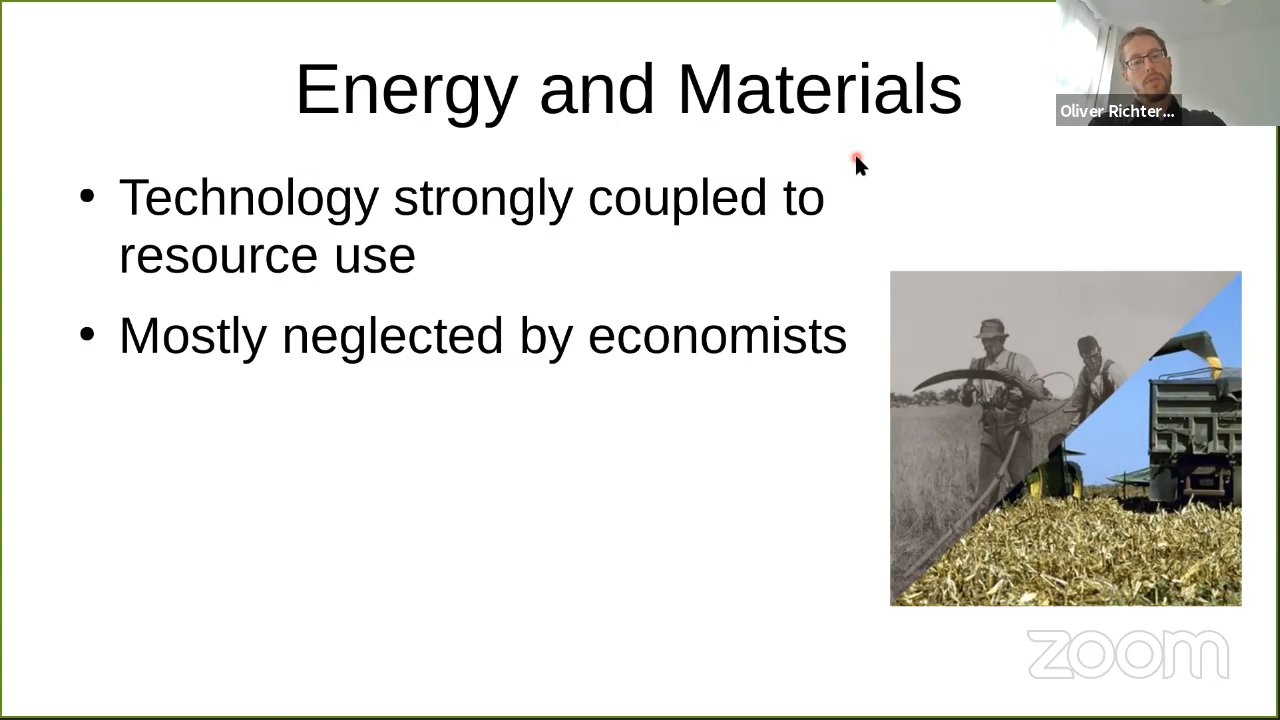 Energy and Materials
Oliver Richter...
• Technology strongly coupled to
resource use
• Mostly neglected by economists
zoom